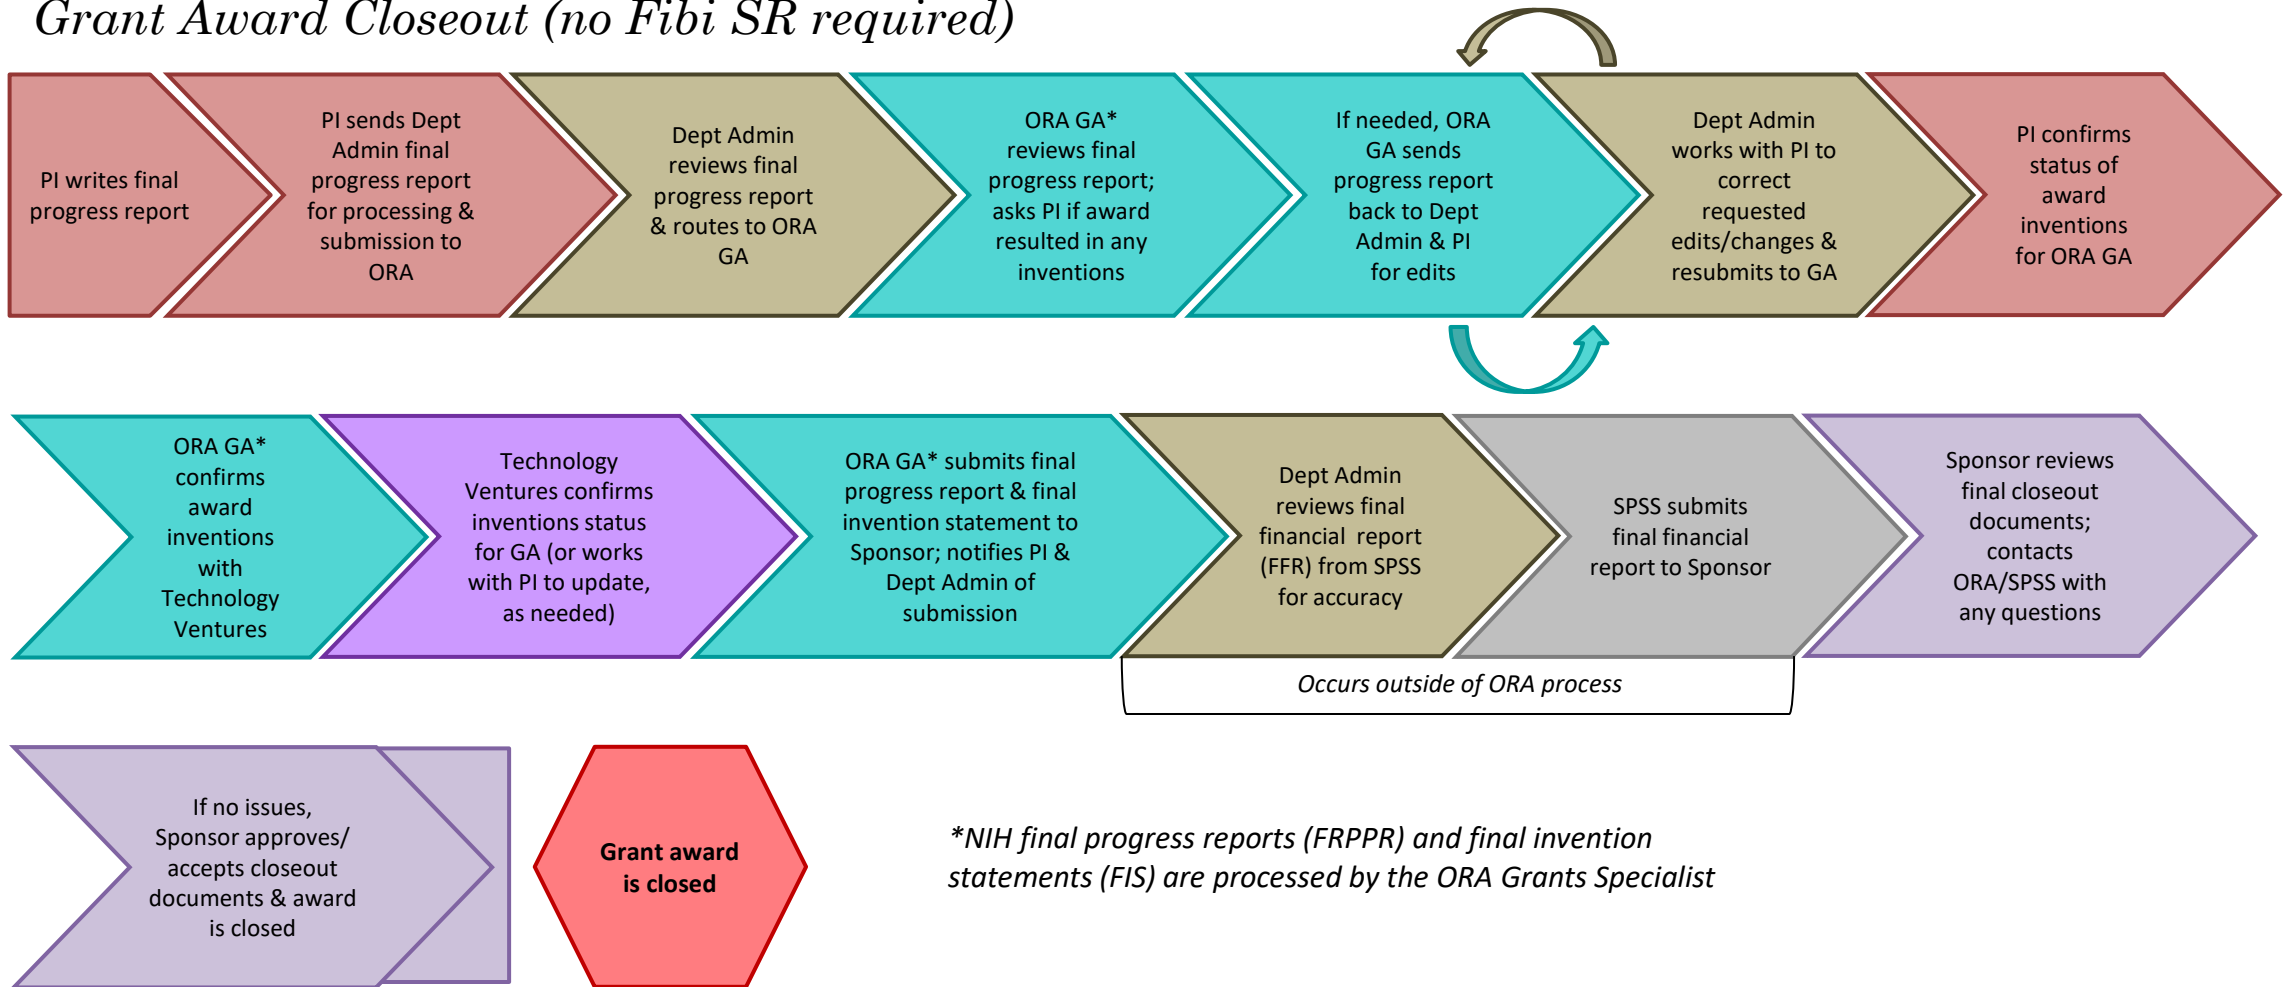 Grant Award Closeout (no Fibi SR required)
PI writes final
progress report
PI sends Dept
Admin final
progress report
for processing &
submission to
ORA
Dept Admin
reviews final
progress report
& routes to ORA
GA
ORA GA*
reviews final
progress report;
asks PI if award
resulted in any
inventions
If needed, ORA
GA sends
progress report
back to Dept
Admin & PI
for edits
Dept Admin
works with PI to
correct
requested
edits/changes &
resubmits to GA
PI confirms
status of
award
inventions
for ORA GA
ORA GA*
confirms
award
inventions
with
Technology
Ventures
Technology
Ventures confirms
inventions status
for GA (or works
with PI to update,
as needed)
ORA GA* submits final
progress report & final
invention statement to
Sponsor; notifies PI &
Dept Admin of
submission
Dept Admin
reviews final
financial report
(FFR) from SPSS
for accuracy
SPSS submits
final financial
report to Sponsor
Sponsor reviews
final closeout
documents;
contacts
ORA/SPSS with
any questions
Occurs outside of ORA process
If no issues,
Sponsor approves/
accepts closeout
documents & award
is closed
Grant award
is closed
*NIH final progress reports (FRPPR) and final invention
statements (FIS) are processed by the ORA Grants Specialist